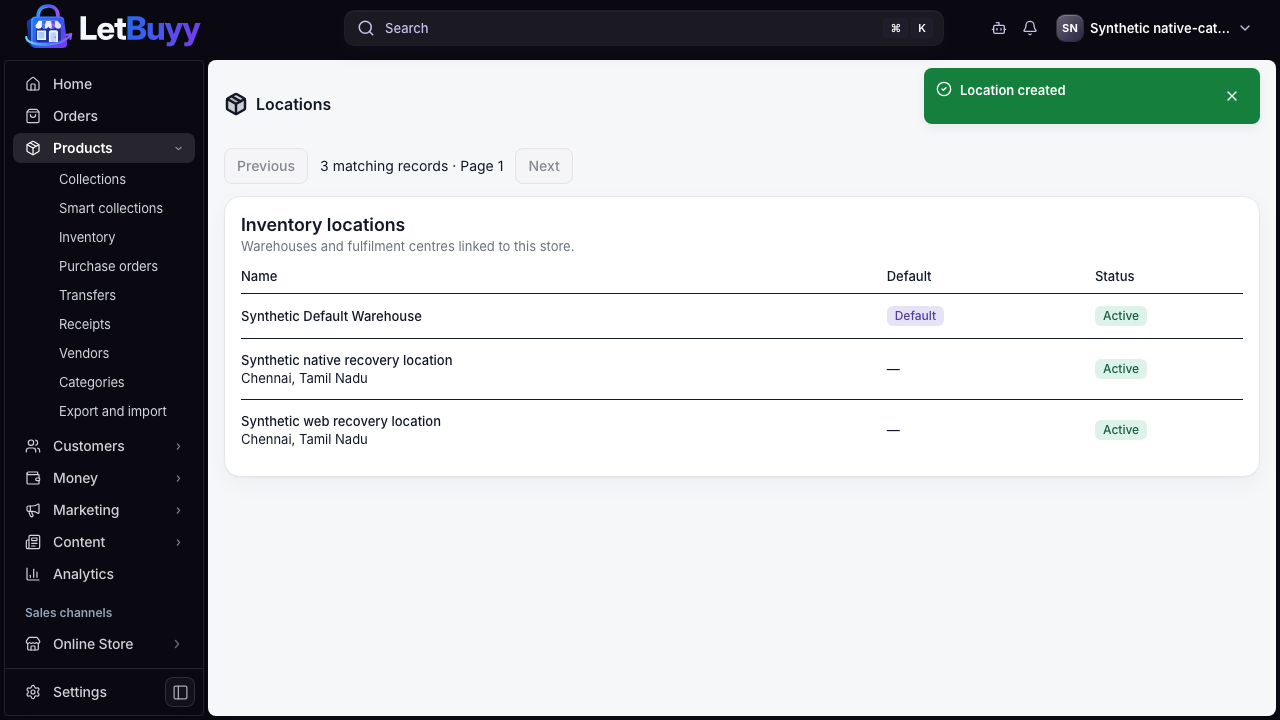 LetBuyy
Search
⌘ K
SN
Synthetic native-cat...
Home
Orders
Products
Collections
Smart collections
Inventory
Purchase orders
Transfers
Receipts
Vendors
Categories
Export and import
Customers
Money
Marketing
Content
Analytics
Sales channels
Online Store
Settings
Locations
Location created
Previous
3 matching records · Page 1
Next
Inventory locations
Warehouses and fulfilment centres linked to this store.
Name Default Status
Synthetic Default Warehouse Default Active
Synthetic native recovery location
Chennai, Tamil Nadu
— Active
Synthetic web recovery location
Chennai, Tamil Nadu
— Active